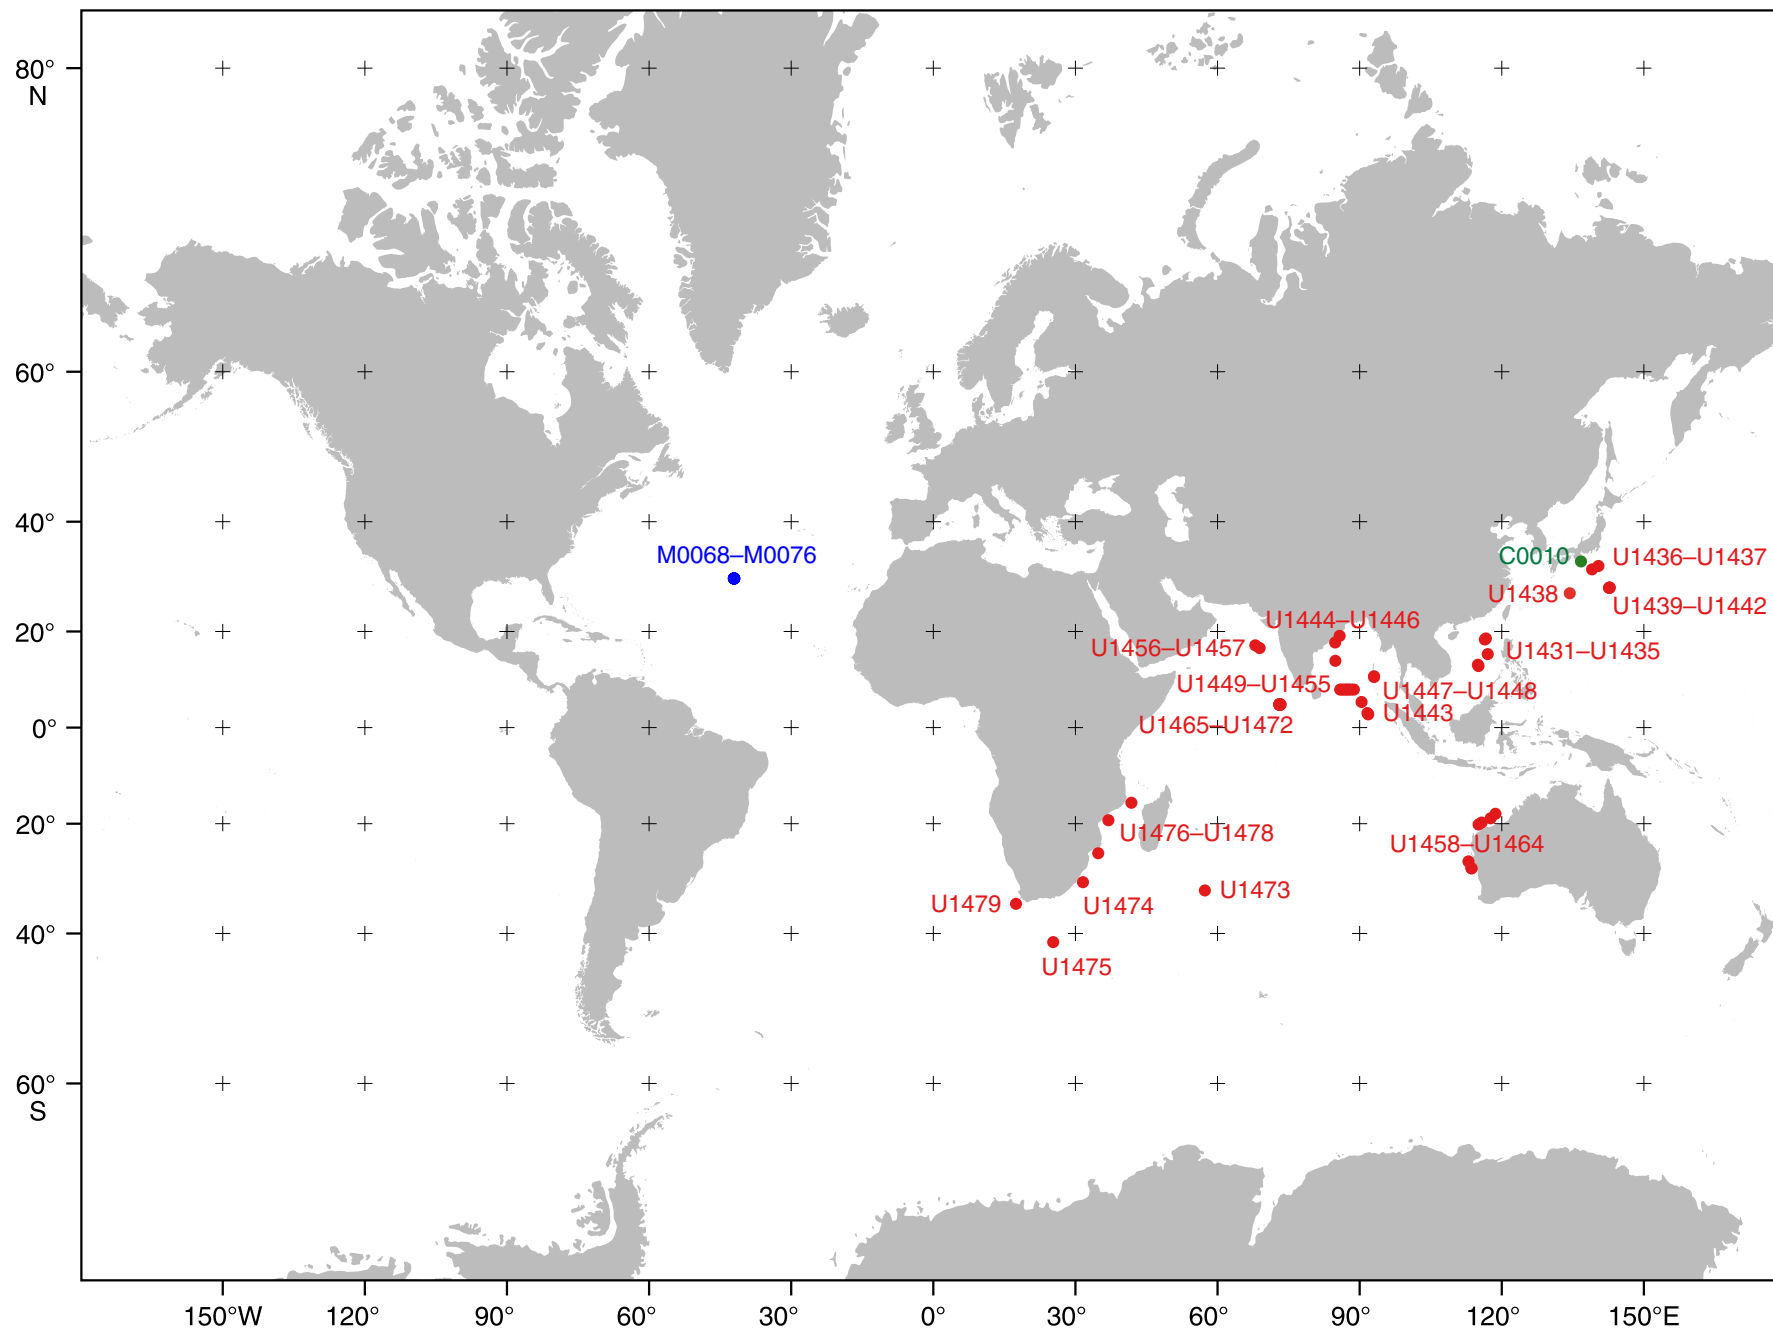 80°
N
60°
40°
M0068–M0076
C0010
U1436–U1437
U1438
U1439–U1442
20°
U1444–U1446
U1456–U1457
U1431–U1435
U1449–U1455
U1447–U1448
U1443
U1465–U1472
0°
20°
U1476–U1478
U1458–U1464
U1479
U1474
U1473
40°
U1475
60°
S
150°W 120° 90° 60° 30° 0° 30° 60° 90° 120° 150°E